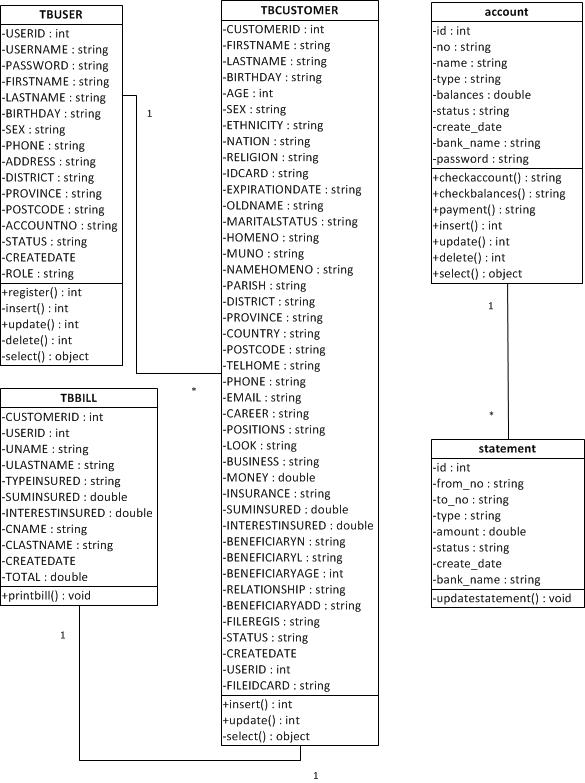 TBUSER
-USERID : int
-USERNAME : string
-PASSWORD : string
-FIRSTNAME : string
-LASTNAME : string
-BIRTHDAY : string
-SEX : string
-PHONE : string
-ADDRESS : string
-DISTRICT : string
-PROVINCE : string
-POSTCODE : string
-ACCOUNTNO : string
-STATUS : string
-CREATEDATE
-ROLE : string
+register() : int
-insert() : int
+update() : int
-delete() : int
-select() : object
1
*
TBBILL
-CUSTOMERID : int
-USERID : int
-UNAME : string
-ULASTNAME : string
-TYPEINSURED : string
-SUMINSURED : double
-INTERESTINSURED : double
-CNAME : string
-CLASTNAME : string
-CREATEDATE
-TOTAL : double
+printbill() : void
1
1
TBCUSTOMER
-CUSTOMERID : int
-FIRSTNAME : string
-LASTNAME : string
-BIRTHDAY : string
-AGE : int
-SEX : string
-ETHNICITY : string
-NATION : string
-RELIGION : string
-IDCARD : string
-EXPIRATIONDATE : string
-OLDNAME : string
-MARITALSTATUS : string
-HOMENO : string
-MUNO : string
-NAMEHOMENO : string
-PARISH : string
-DISTRICT : string
-PROVINCE : string
-COUNTRY : string
-POSTCODE : string
-TELHOME : string
-PHONE : string
-EMAIL : string
-CAREER : string
-POSITIONS : string
-LOOK : string
-BUSINESS : string
-MONEY : double
-INSURANCE : string
-SUMINSURED : double
-INTERESTINSURED : double
-BENEFICIARYN : string
-BENEFICIARYL : string
-BENEFICIARYAGE : int
-RELATIONSHIP : string
-BENEFICIARYADD : string
-FILEREGIS : string
-STATUS : string
-CREATEDATE
-USERID : int
-FILEIDCARD : string
+insert() : int
+update() : int
-select() : object
account
-id : int
-no : string
-name : string
-type : string
-balances : double
-status : string
-create_date
-bank_name : string
-password : string
+checkaccount() : string
+checkbalances() : string
+payment() : string
+insert() : int
+update() : int
+delete() : int
+select() : object
1
*
statement
-id : int
-from_no : string
-to_no : string
-type : string
-amount : double
-status : string
-create_date
-bank_name : string
-updatestatement() : void